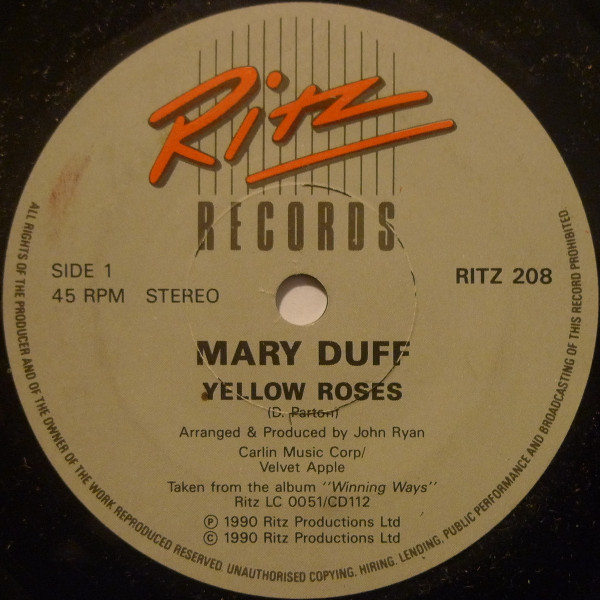 Ritz
RECORDS
SIDE 1
45 RPM STEREO
RITZ 208
MARY DUFF
YELLOW ROSES
(D. Parton)
Arranged & Produced by John Ryan
Carlin Music Corp/
Velvet Apple
Taken from the album "Winning Ways"
Ritz LC 0051/CD112
℗ 1990 Ritz Productions Ltd
© 1990 Ritz Productions Ltd
ALL RIGHTS OF THE PRODUCER AND OF THE OWNER OF THE WORK REPRODUCED RESERVED. UNAUTHORISED COPYING. HIRING. LENDING. PUBLIC PERFORMANCE AND BROADCASTING OF THIS RECORD PROHIBITED.